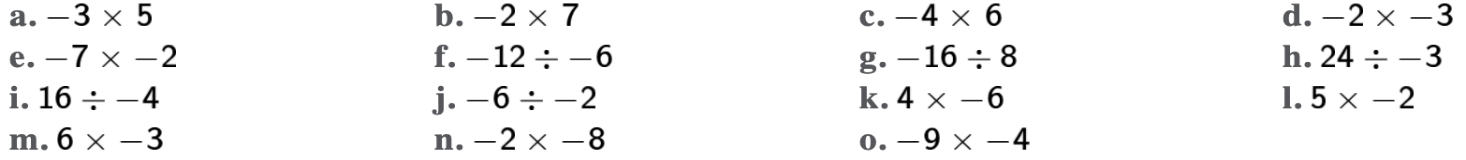 a. −3 × 5 b. −2 × 7 c. −4 × 6 d. −2 × −3
e. −7 × −2 f. −12 ÷ −6 g. −16 ÷ 8 h. 24 ÷ −3
i. 16 ÷ −4 j. −6 ÷ −2 k. 4 × −6 l. 5 × −2
m. 6 × −3 n. −2 × −8 o. −9 × −4